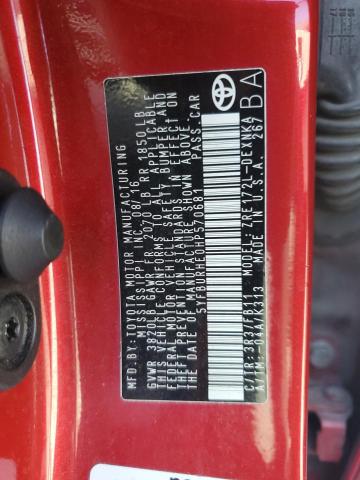 MFD. BY: TOYOTA MOTOR MANUFACTURING
MISSISSIPPI INC. 08/16
GVWR 3820LB GAWR FR 2070 LB RR 1850 LB
THIS VEHICLE CONFORMS TO ALL APPLICABLE
FEDERAL MOTOR VEHICLE SAFETY, BUMPER AND
THEFT PREVENTION STANDARDS IN EFFECT ON
THE DATE OF MANUFACTURE SHOWN ABOVE.
5YFBURHE6HP570681 PASS.CAR
C/TR: 3R3/FB11 MODEL: ZRE172L-DEXNKA
A/TM: -04A/K313 MADE IN U.S.A. 267
BA